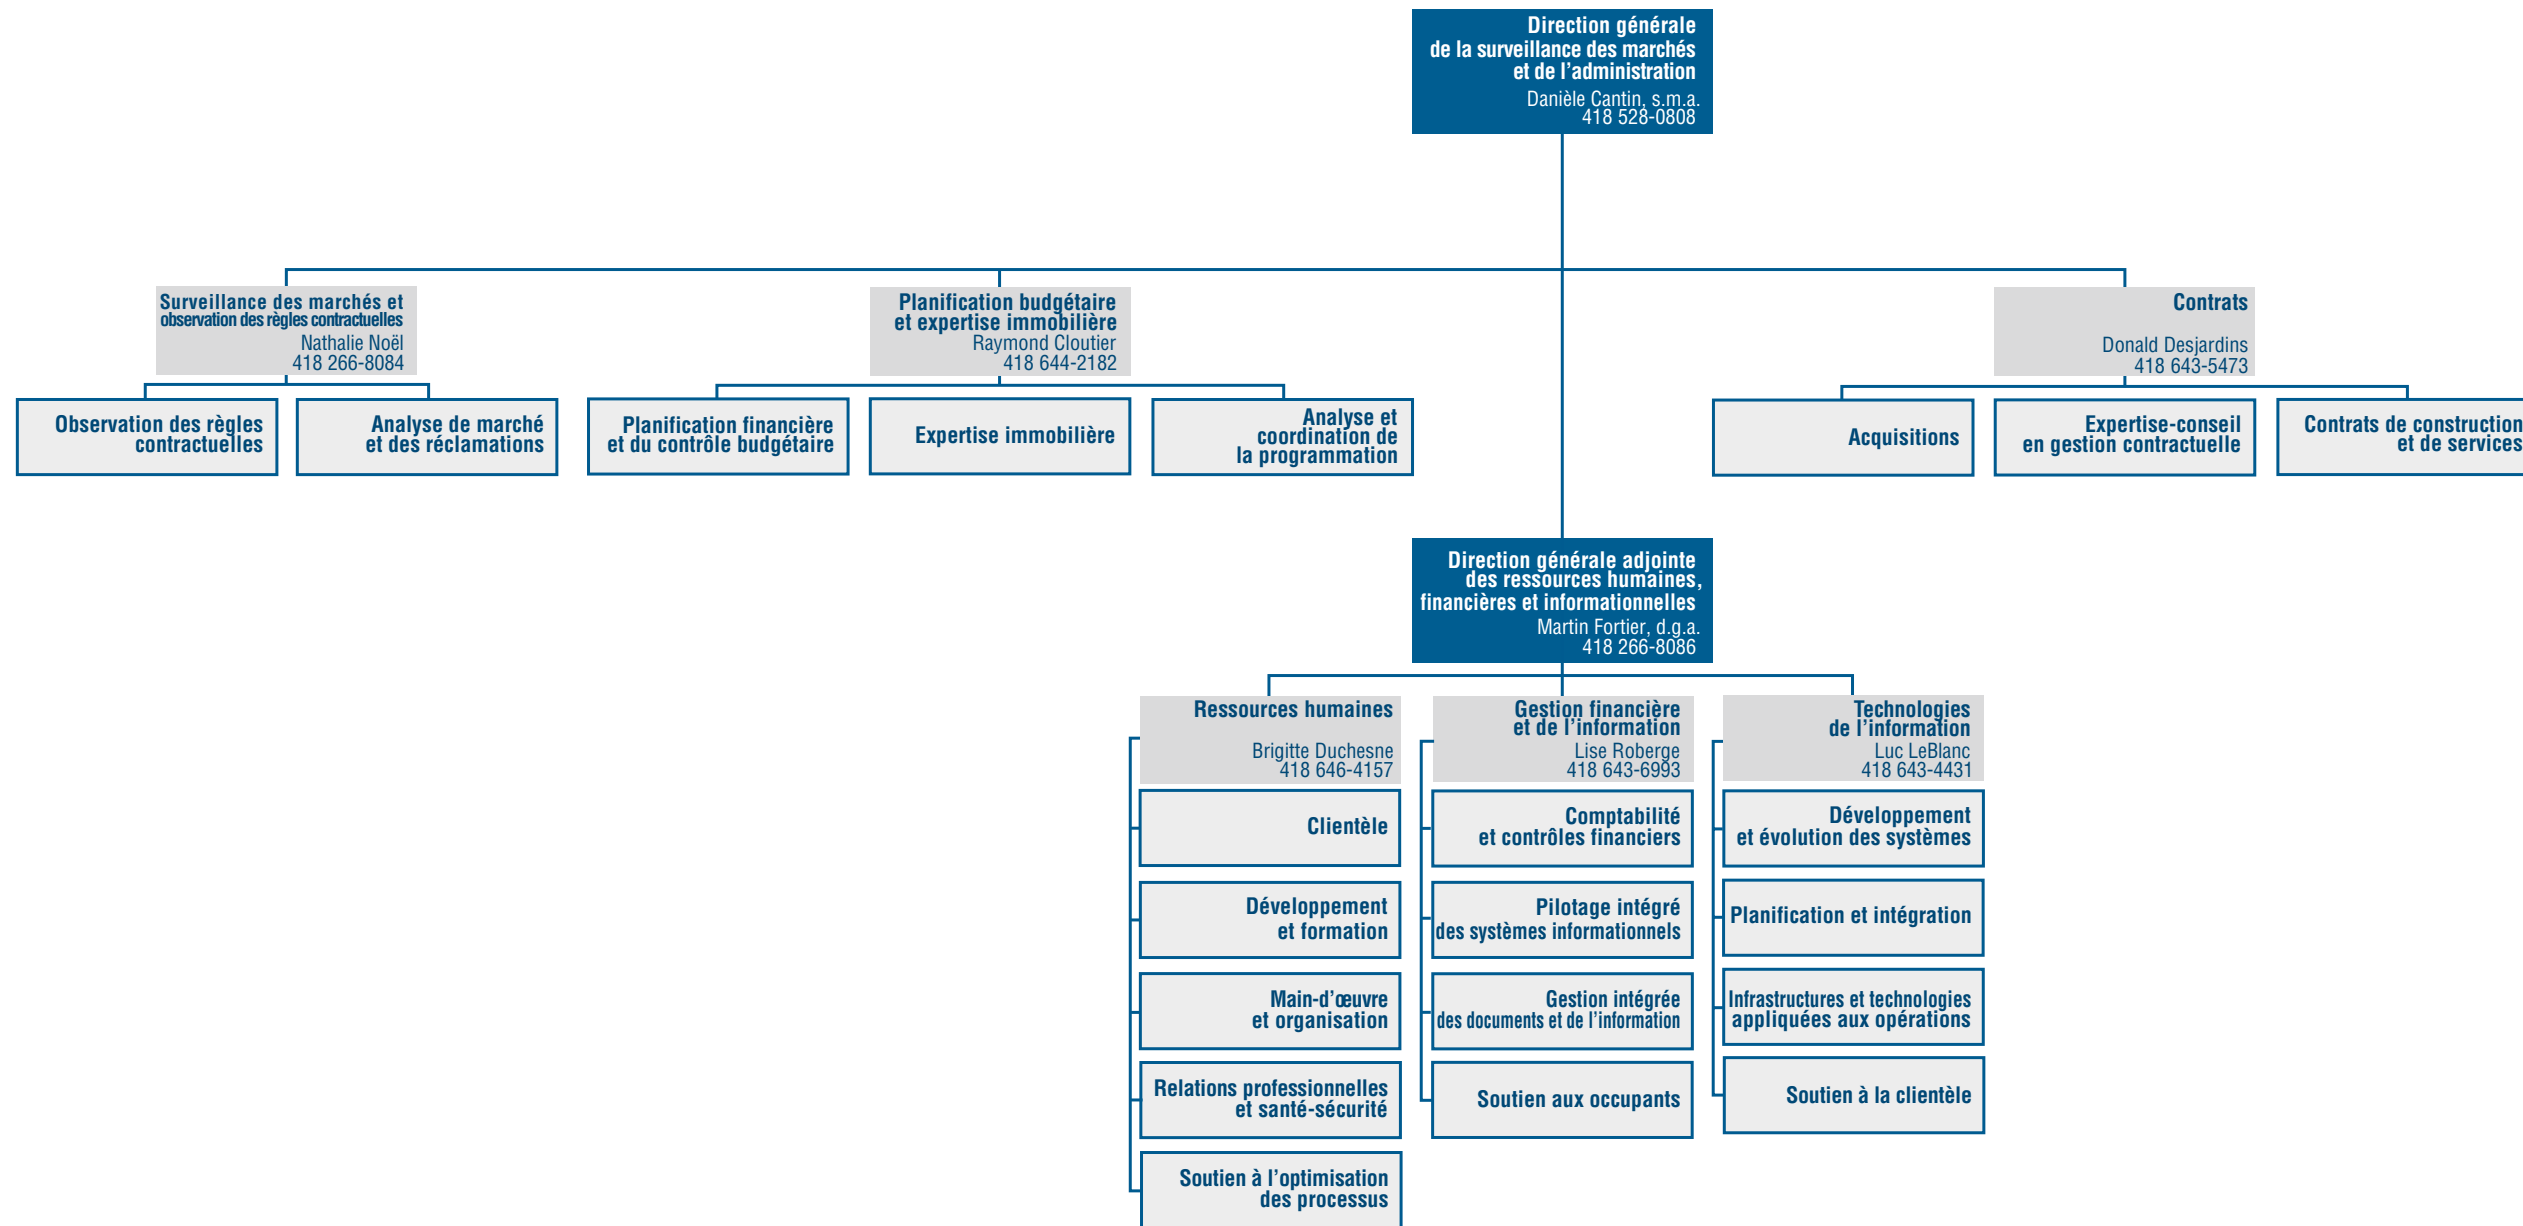 Direction générale
de la surveillance des marchés
et de l’administration
Danièle Cantin, s.m.a.
418 528-0808
Surveillance des marchés et
observation des règles contractuelles
Nathalie Noël
418 266-8084
Planification budgétaire
et expertise immobilière
Raymond Cloutier
418 644-2182
Contrats
Donald Desjardins
418 643-5473
Observation des règles
contractuelles
Analyse de marché
et des réclamations
Planification financière
et du contrôle budgétaire
Expertise immobilière
Analyse et
coordination de
la programmation
Acquisitions
Expertise-conseil
en gestion contractuelle
Contrats de construction
et de services
Direction générale adjointe
des ressources humaines,
financières et informationnelles
Martin Fortier, d.g.a.
418 266-8086
Ressources humaines
Brigitte Duchesne
418 646-4157
Clientèle
Développement
et formation
Main-d’œuvre
et organisation
Relations professionnelles
et santé-sécurité
Soutien à l’optimisation
des processus
Gestion financière
et de l’information
Lise Roberge
418 643-6993
Comptabilité
et contrôles financiers
Pilotage intégré
des systèmes informationnels
Gestion intégrée
des documents et de l’information
Soutien aux occupants
Technologies
de l’information
Luc LeBlanc
418 643-4431
Développement
et évolution des systèmes
Planification et intégration
Infrastructures et technologies
appliquées aux opérations
Soutien à la clientèle